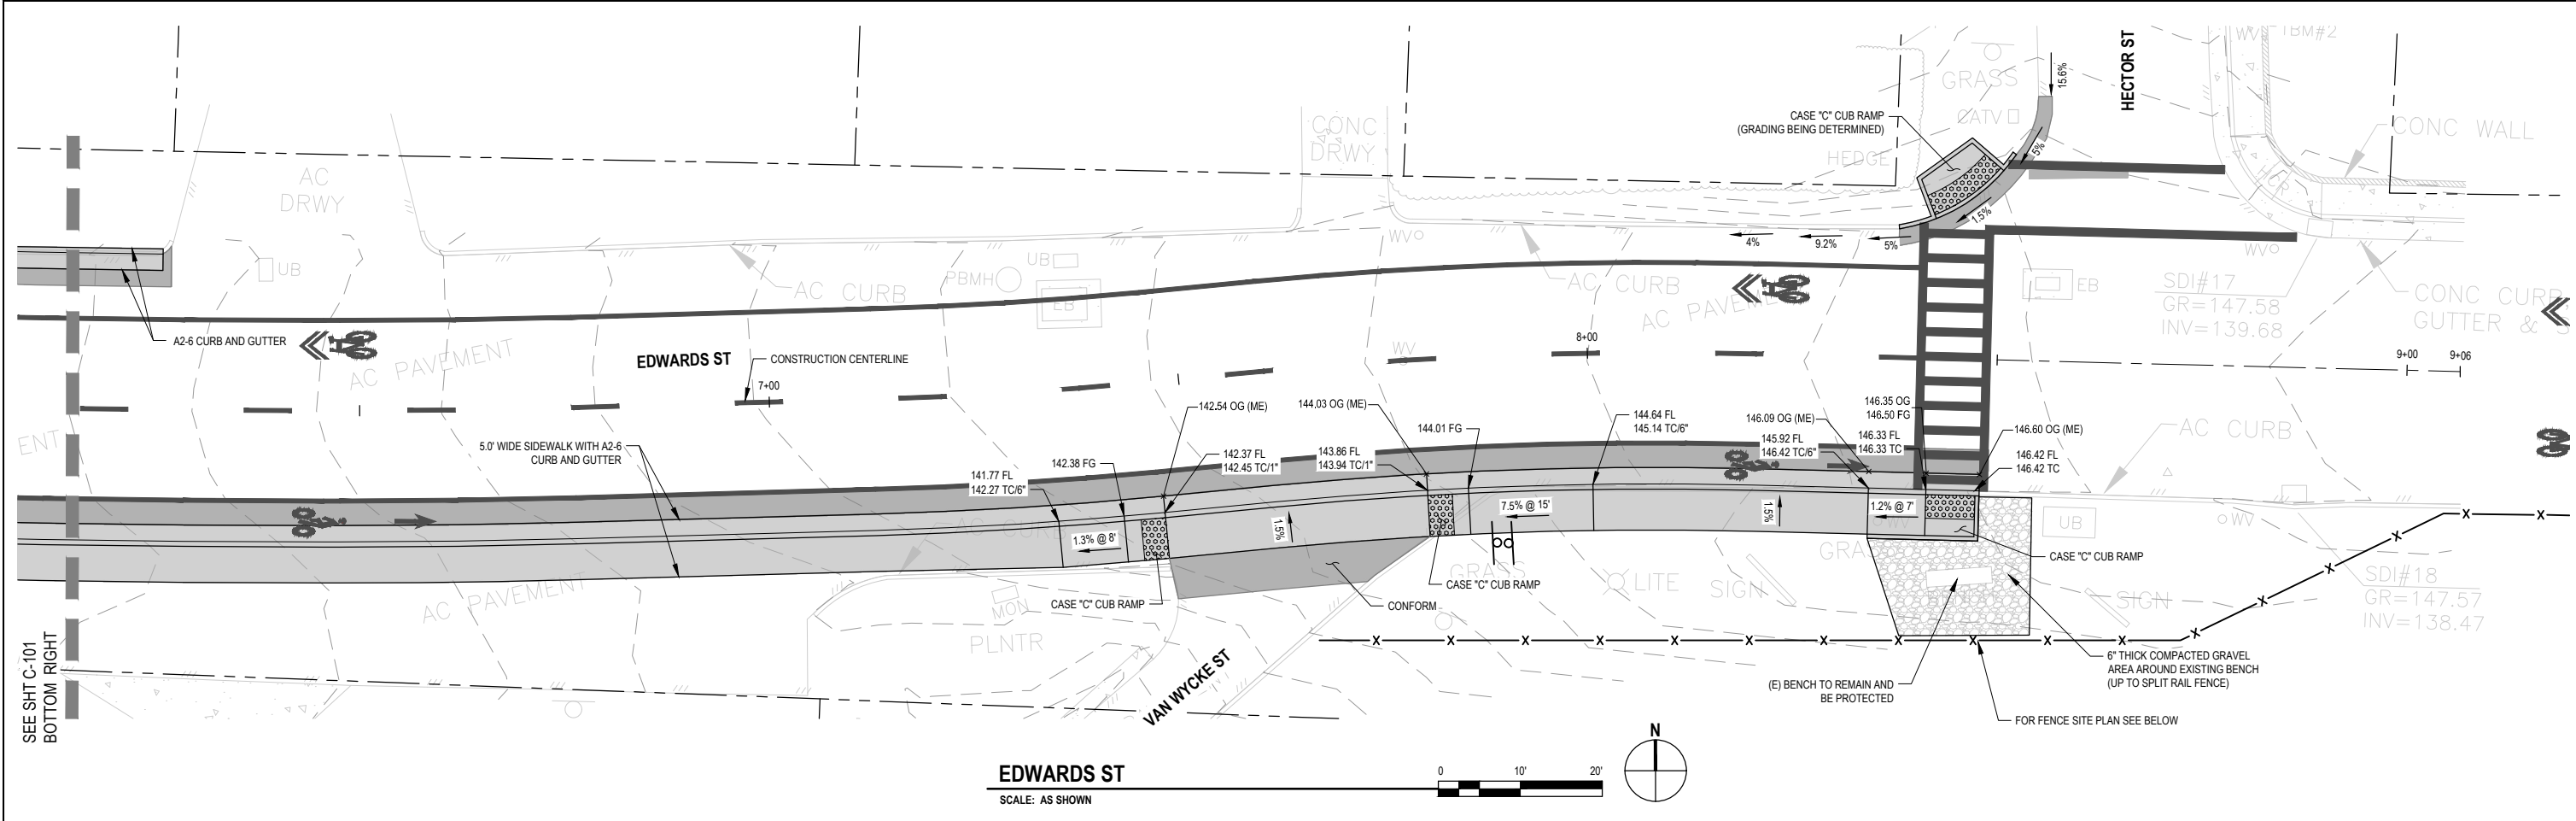 WV
TBM#2
HECTOR ST
15.6%
GRASS
CATV
CASE "C" CUB RAMP
(GRADING BEING DETERMINED)
CONC
DRWY
HEDGE
5%
CONC WALL
HCR
AC
DRWY
1.5%
WV
4%
9.2%
5%
WV
UB
UB
PBMH
EB
AC CURB
AC CURB
AC PAVEMENT
EB
SDI#17
GR=147.58
INV=139.68
CONC CURB,
GUTTER & S
A2-6 CURB AND GUTTER
AC PAVEMENT
EDWARDS ST
CONSTRUCTION CENTERLINE
7+00
WV
8+00
9+00
9+06
ENT
5.0' WIDE SIDEWALK WITH A2-6
CURB AND GUTTER
142.54 OG (ME)
144.03 OG (ME)
144.01 FG
144.64 FL
145.14 TC/6"
146.09 OG (ME)
146.35 OG
146.50 FG
146.60 OG (ME)
AC CURB
141.77 FL
142.27 TC/6"
142.38 FG
142.37 FL
142.45 TC/1"
143.86 FL
143.94 TC/1"
145.92 FL
146.42 TC/6"
146.33 FL
146.33 TC
146.42 FL
146.42 TC
1.3% @ 8'
AC CURB
1.5%
7.5% @ 15'
1.5%
1.2% @ 7'
WV
UB
WV
AC PAVEMENT
CASE "C" CUB RAMP
MON
PLNTR
CONFORM
CASE "C" CUB RAMP
GRASS
LITE
SIGN
GRASS
CASE "C" CUB RAMP
SIGN
SDI#18
GR=147.57
INV=138.47
SEE SHT C-101
BOTTOM RIGHT
VAN WYCKE ST
(E) BENCH TO REMAIN AND
BE PROTECTED
6" THICK COMPACTED GRAVEL
AREA AROUND EXISTING BENCH
(UP TO SPLIT RAIL FENCE)
FOR FENCE SITE PLAN SEE BELOW
EDWARDS ST
SCALE: AS SHOWN
0 10' 20'
N